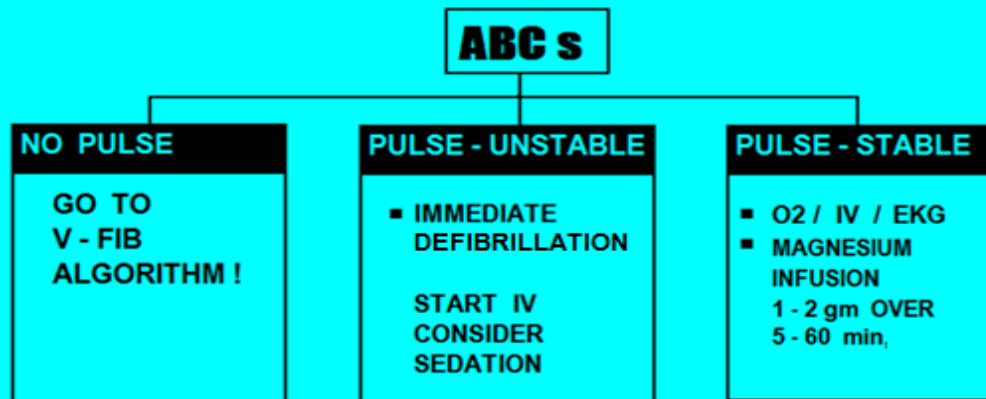 ABC s
NO PULSE
GO TO
V - FIB
ALGORITHM !
PULSE - UNSTABLE
■ IMMEDIATE
DEFIBRILLATION
START IV
CONSIDER
SEDATION
PULSE - STABLE
■ O2 / IV / EKG
■ MAGNESIUM
INFUSION
1 - 2 gm OVER
5 - 60 min,